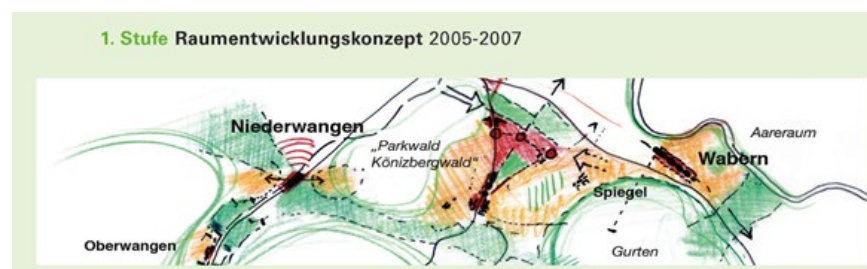 1. Stufe Raumentwicklungskonzept 2005-2007
Niederwangen
„Parkwald
Könizbergwald“
Aareraum
Wabern
Spiegel
Oberwangen
Gurten